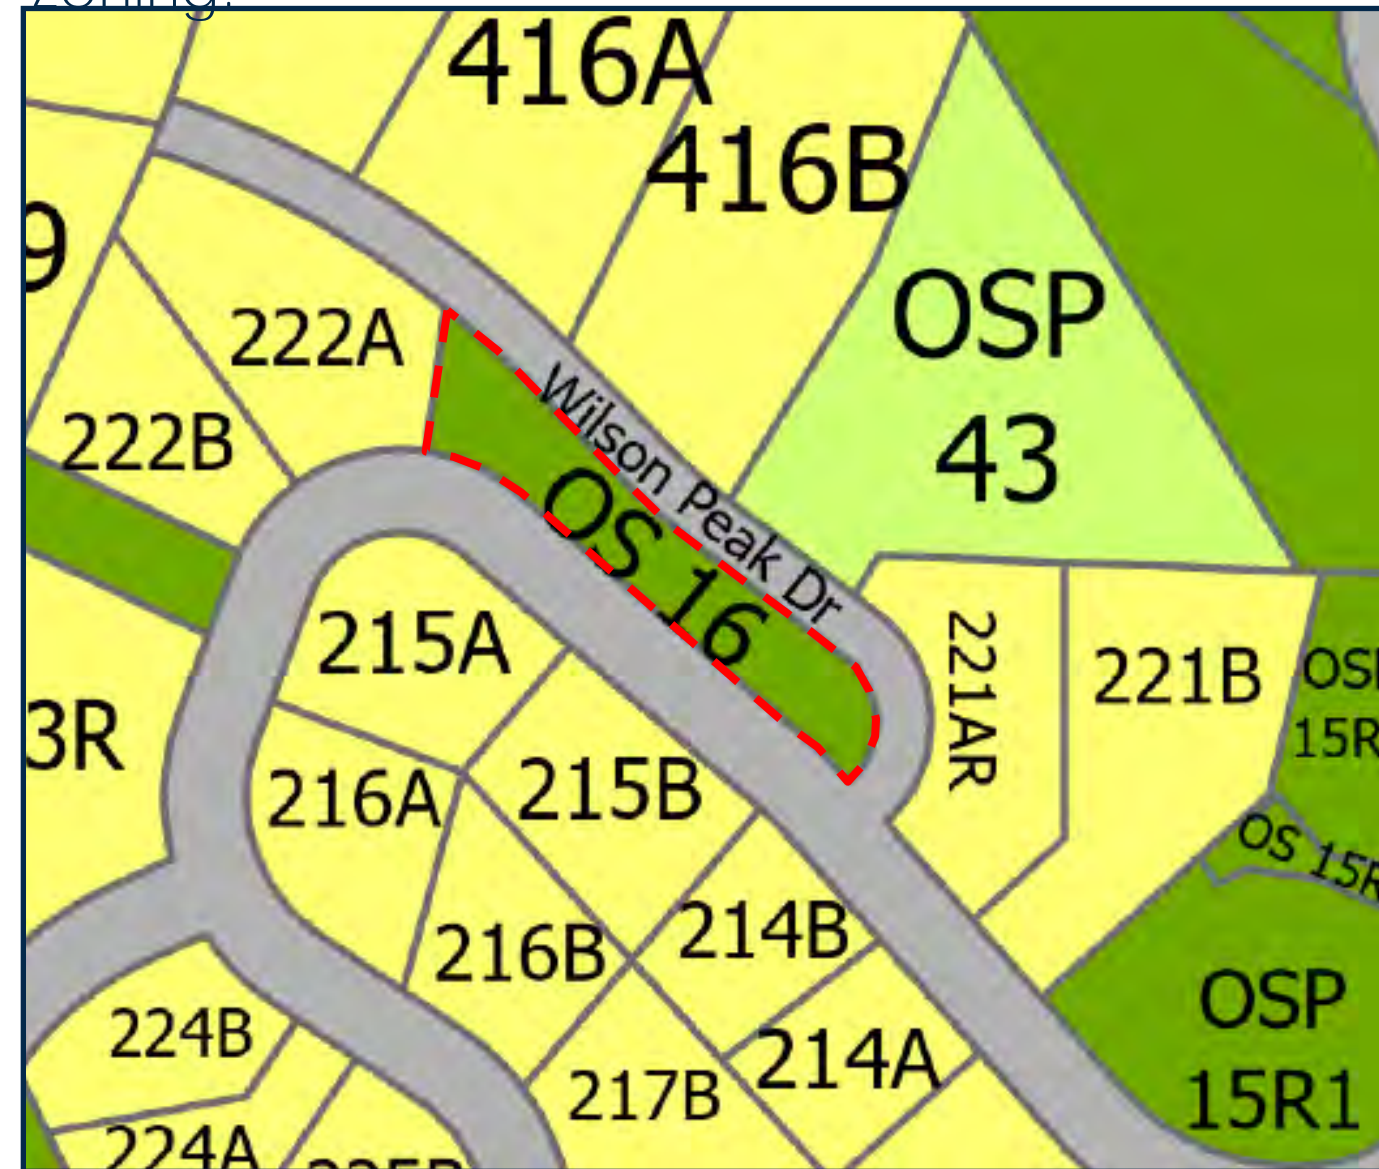 zoning.
416A
416B
9
OSP
43
222A
222B
Wilson Peak Dr
OS 16
215A
221AR
221B
3R
15R
216A
215B
OS 15R
214B
216B
OSP
15R1
224B
214A
217B
224A